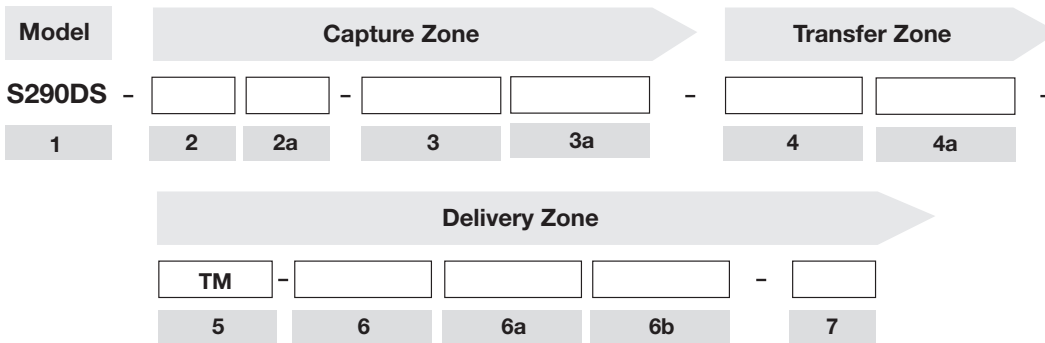 Model Capture Zone Transfer Zone
S290DS – – – –
1 2 2a 3 3a 4 4a
Delivery Zone
TM – –
5 6 6a 6b 7